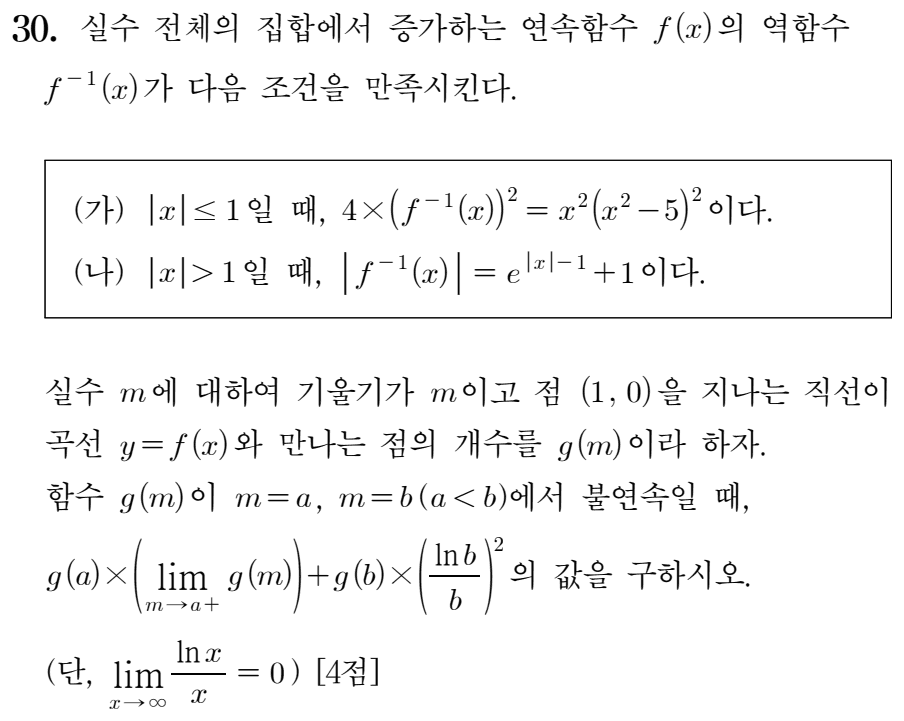 30. 실수 전체의 집합에서 증가하는 연속함수 f(x)의 역함수
f⁻¹(x)가 다음 조건을 만족시킨다.
(가) |x| ≤ 1일 때, 4×(f⁻¹(x))² = x²(x²−5)²이다.
(나) |x| > 1일 때, |f⁻¹(x)| = e^{|x|−1}+1이다.
실수 m에 대하여 기울기가 m이고 점 (1, 0)을 지나는 직선이
곡선 y=f(x)와 만나는 점의 개수를 g(m)이라 하자.
함수 g(m)이 m=a, m=b(a<b)에서 불연속일 때,
g(a)×(lim_{m→a+} g(m))+g(b)×(ln b/b)²의 값을 구하시오.
(단, lim_{x→∞} ln x/x = 0) [4점]